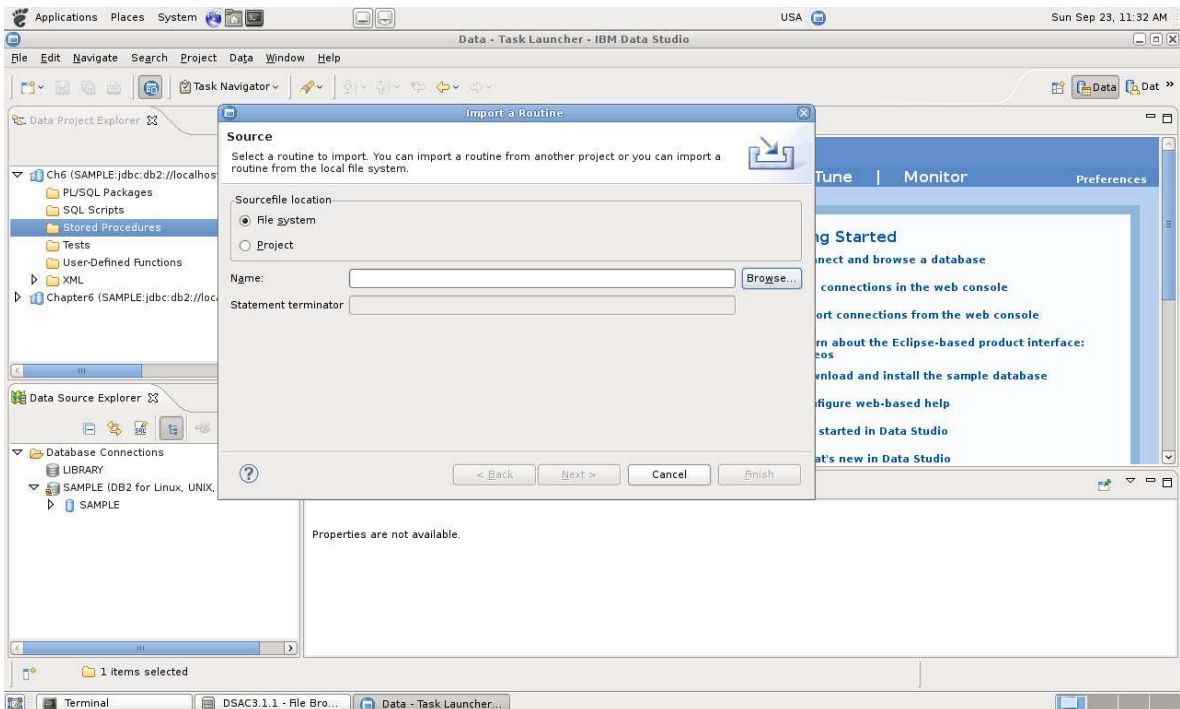 Applications Places System USA Sun Sep 23, 11:32 AM
Data - Task Launcher - IBM Data Studio
File Edit Navigate Search Project Data Window Help
Task Navigator Data Dat »
Data Project Explorer
Ch6 (SAMPLE:jdbc:db2://localhos
PL/SQL Packages
SQL Scripts
Stored Procedures
Tests
User-Defined Functions
XML
Chapter6 (SAMPLE:jdbc:db2://loca
Import a Routine
Source
Select a routine to import. You can import a routine from another project or you can import a
routine from the local file system.
Sourcefile location
File system
Project
Name: Browse...
Statement terminator
? < Back Next > Cancel Finish
Tune | Monitor Preferences
ng Started
nnect and browse a database
connections in the web console
ort connections from the web console
rn about the Eclipse-based product interface:
eos
wnload and install the sample database
figure web-based help
started in Data Studio
at's new in Data Studio
Data Source Explorer
SQL
Database Connections
LIBRARY
SAMPLE (DB2 for Linux, UNIX,
SAMPLE
Properties are not available.
1 items selected
Terminal DSAC3.1.1 - File Bro... Data - Task Launcher...